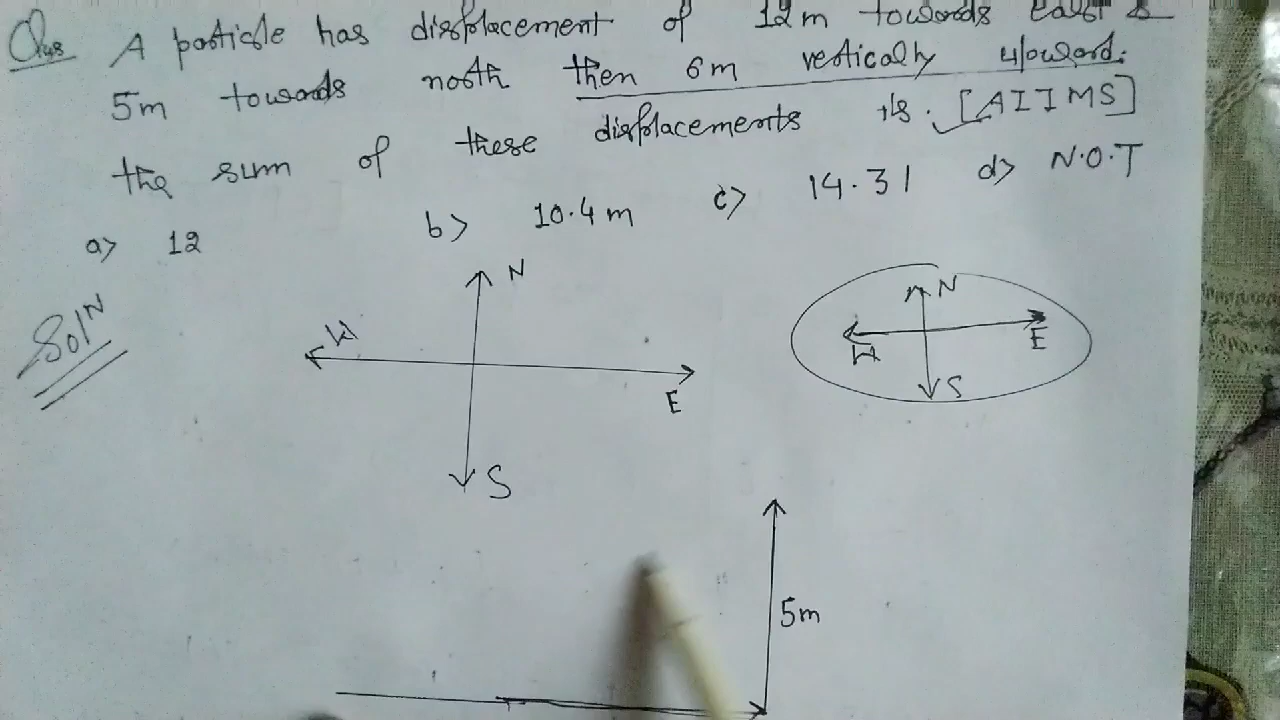 Ques A particle has displacement of 12m towards east &
5m towards north then 6m vertically upward.
the sum of these displacements is. [AIIMS]
a) 12 b) 10.4m c) 14.31 d) N.O.T
SolN
N
W
E
S
N
W
E
S
5m